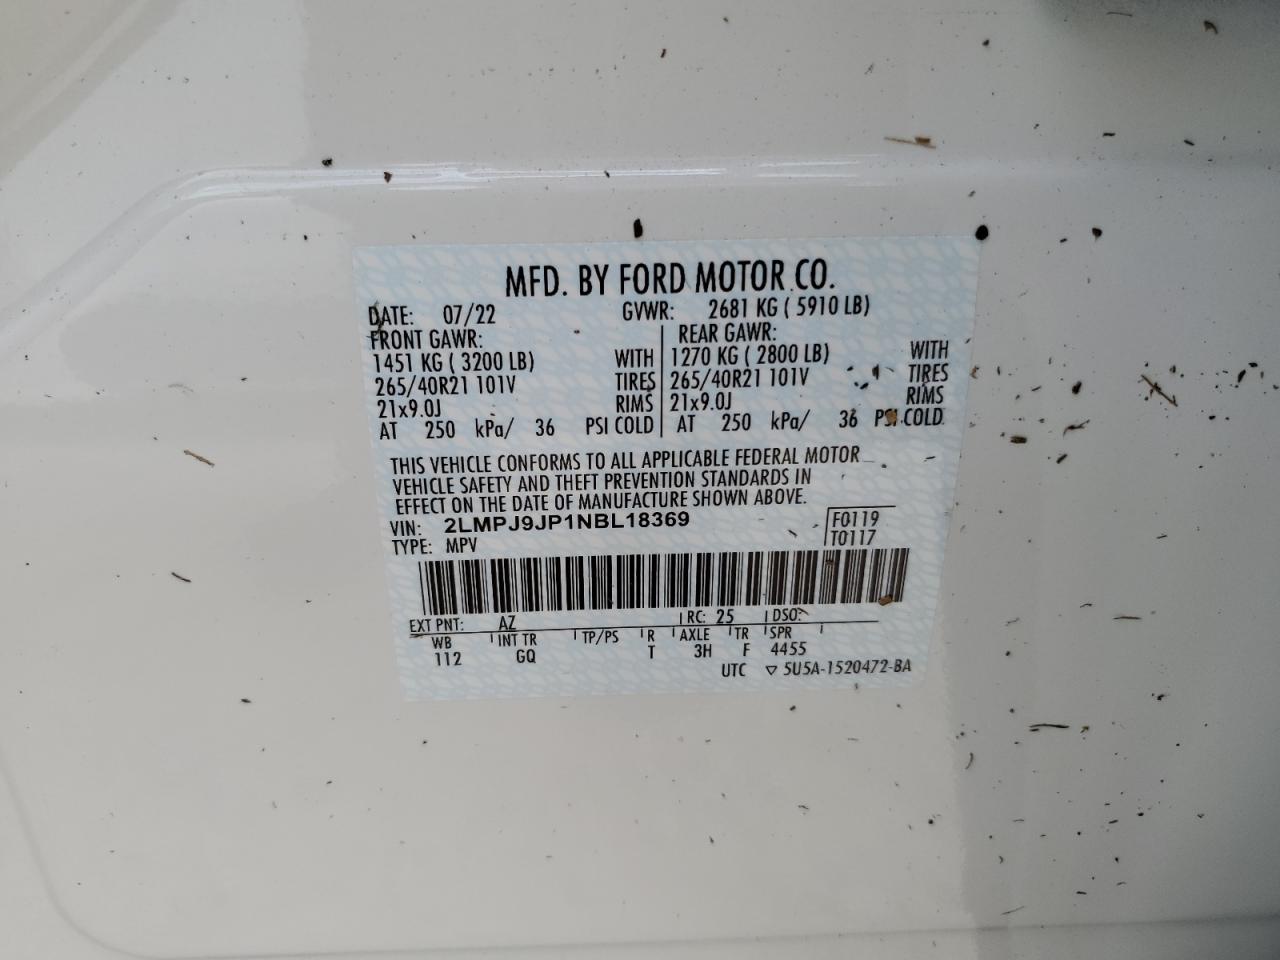 MFD. BY FORD MOTOR CO.
DATE: 07/22 GVWR: 2681 KG ( 5910 LB)
FRONT GAWR:
1451 KG ( 3200 LB) WITH
265/40R21 101V TIRES
21x9.0J RIMS
AT 250 kPa/ 36 PSI COLD
REAR GAWR:
1270 KG ( 2800 LB) WITH
265/40R21 101V TIRES
21x9.0J RIMS
AT 250 kPa/ 36 PSI COLD
THIS VEHICLE CONFORMS TO ALL APPLICABLE FEDERAL MOTOR
VEHICLE SAFETY AND THEFT PREVENTION STANDARDS IN
EFFECT ON THE DATE OF MANUFACTURE SHOWN ABOVE.
VIN: 2LMPJ9JP1NBL18369
TYPE: MPV
F0119
T0117
EXT PNT: AZ RC: 25 DSO:
WB INT TR TP/PS R AXLE TR SPR
112 GQ T 3H F 4455
UTC ▽ 5U5A-1520472-BA